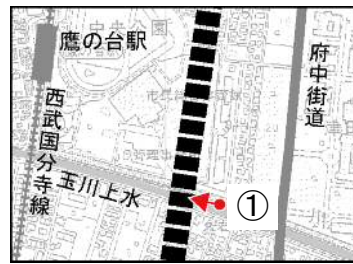 鷹の台駅
府中街道
西武国分寺線
玉川上水
①